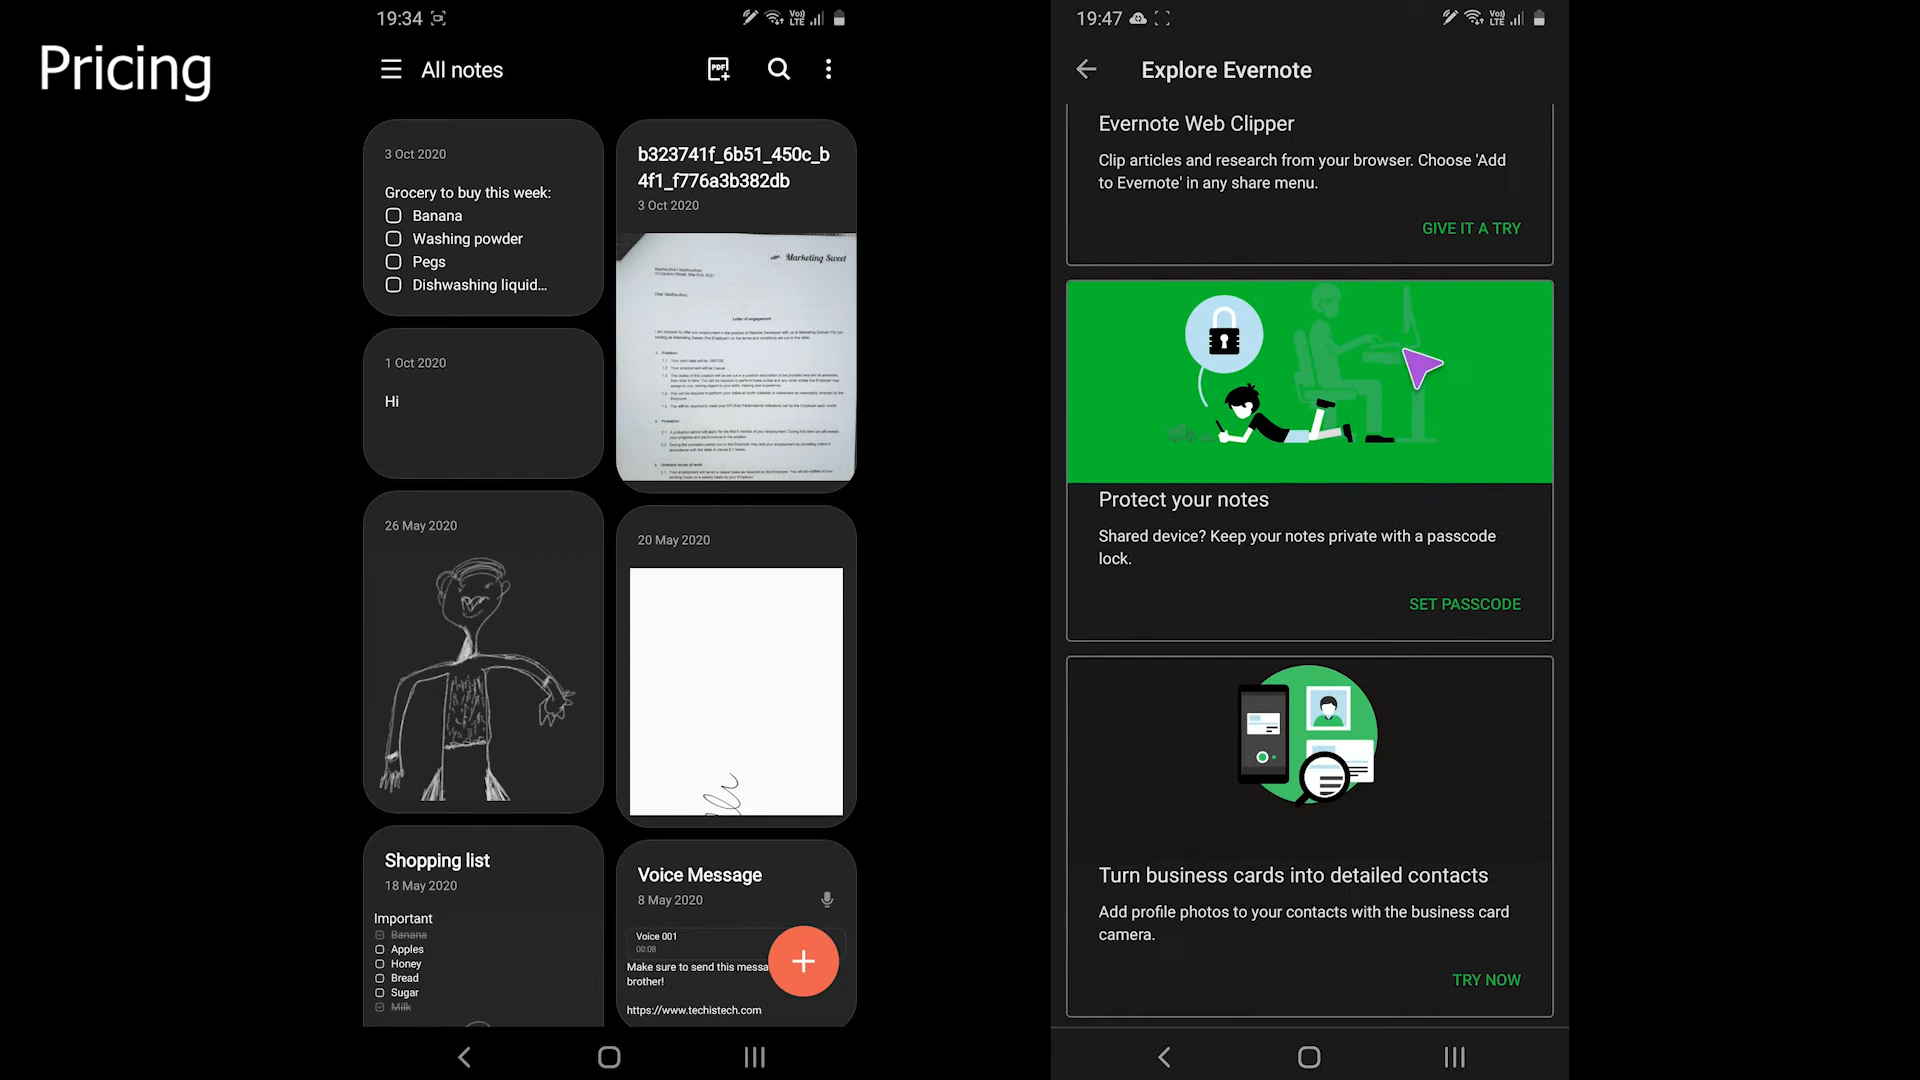 Pricing
19:34
All notes
PDF
3 Oct 2020
Grocery to buy this week:
Banana
Washing powder
Pegs
Dishwashing liquid...
1 Oct 2020
Hi
26 May 2020
Shopping list
18 May 2020
Important
Banana
Apples
Honey
Bread
Sugar
Milk
b323741f_6b51_450c_b
4f1_f776a3b382db
3 Oct 2020
Marketing Sweet
Letter of engagement
20 May 2020
Voice Message
8 May 2020
Voice 001
00:08
Make sure to send this messa
brother!
https://www.techistech.com
19:47
Explore Evernote
Evernote Web Clipper
Clip articles and research from your browser. Choose 'Add
to Evernote' in any share menu.
GIVE IT A TRY
Protect your notes
Shared device? Keep your notes private with a passcode
lock.
SET PASSCODE
Turn business cards into detailed contacts
Add profile photos to your contacts with the business card
camera.
TRY NOW